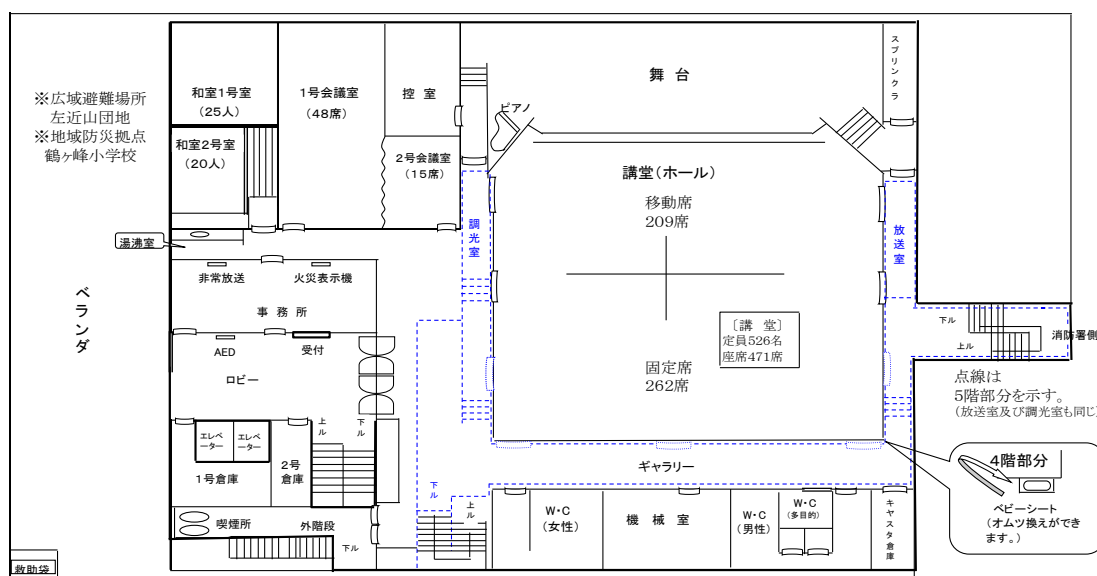 ※広域避難場所
左近山団地
※地域防災拠点
鶴ヶ峰小学校
和室1号室
(25人)
和室2号室
(20人)
1号会議室
(48席)
控室
2号会議室
(15席)
ピアノ
舞台
スプリンクラ
講堂(ホール)
移動席
209席
調光室
放送室
湯沸室
非常放送
火災表示機
事務所
ベランダ
AED
受付
ロビー
[講堂]
定員526名
座席471席
固定席
262席
下ル
上ル
消防署側
点線は
5階部分を示す。
(放送室及び調光室も同じ)
エレベーター
エレベーター
1号倉庫
2号倉庫
上ル
下ル
ギャラリー
4階部分
ベビーシート
(オムツ換えができ
ます。)
喫煙所
外階段
下ル
下ル
上ル
W・C
(女性)
機械室
W・C
(男性)
W・C
(多目的)
キャスタ倉庫
救助袋